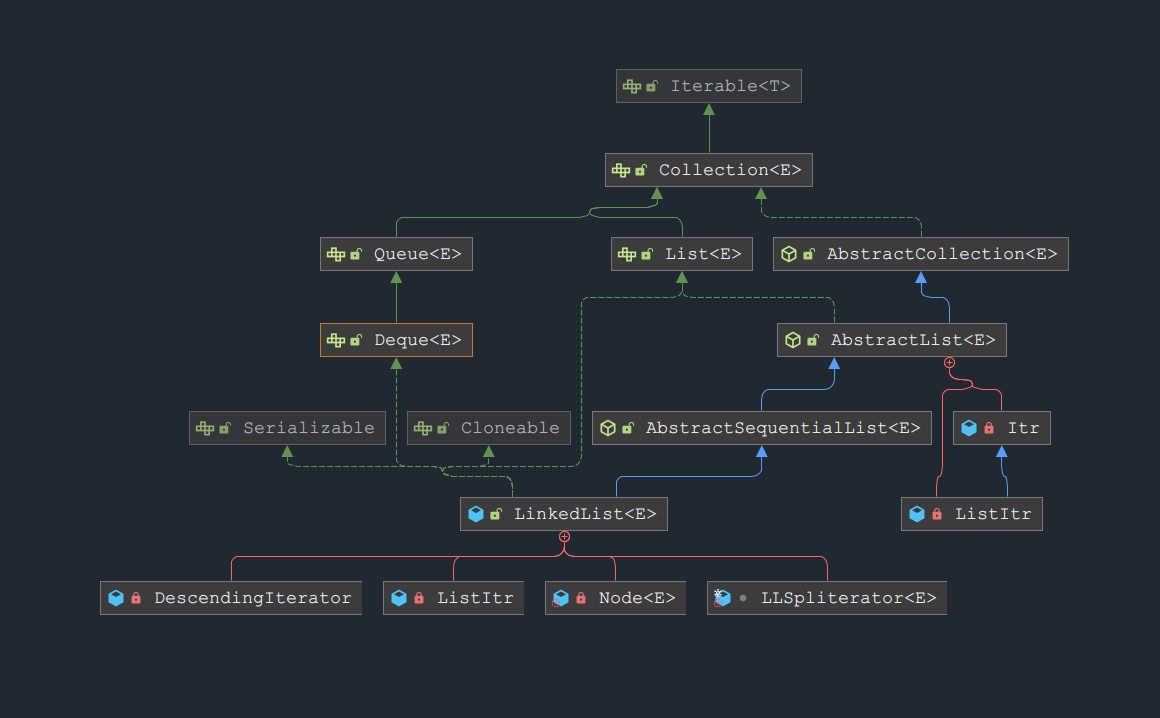 Iterable<T>
Collection<E>
Queue<E>
List<E>
AbstractCollection<E>
Deque<E>
AbstractList<E>
Serializable
Cloneable
AbstractSequentialList<E>
Itr
LinkedList<E>
ListItr
DescendingIterator
ListItr
Node<E>
LLSpliterator<E>